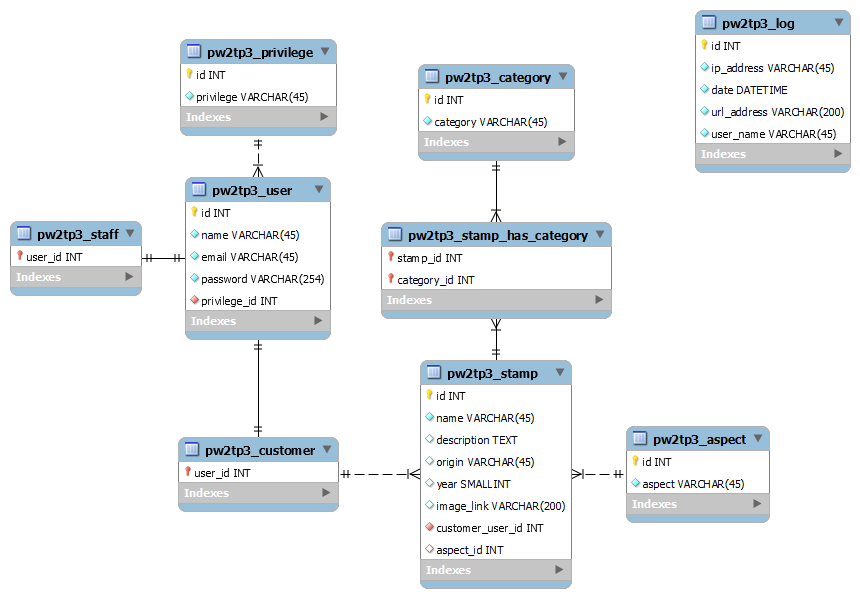 pw2tp3_privilege
id INT
privilege VARCHAR(45)
Indexes
pw2tp3_category
id INT
category VARCHAR(45)
Indexes
pw2tp3_log
id INT
ip_address VARCHAR(45)
date DATETIME
url_address VARCHAR(200)
user_name VARCHAR(45)
Indexes
pw2tp3_staff
user_id INT
Indexes
pw2tp3_user
id INT
name VARCHAR(45)
email VARCHAR(45)
password VARCHAR(254)
privilege_id INT
Indexes
pw2tp3_stamp_has_category
stamp_id INT
category_id INT
Indexes
pw2tp3_customer
user_id INT
Indexes
pw2tp3_stamp
id INT
name VARCHAR(45)
description TEXT
origin VARCHAR(45)
year SMALLINT
image_link VARCHAR(200)
customer_user_id INT
aspect_id INT
Indexes
pw2tp3_aspect
id INT
aspect VARCHAR(45)
Indexes